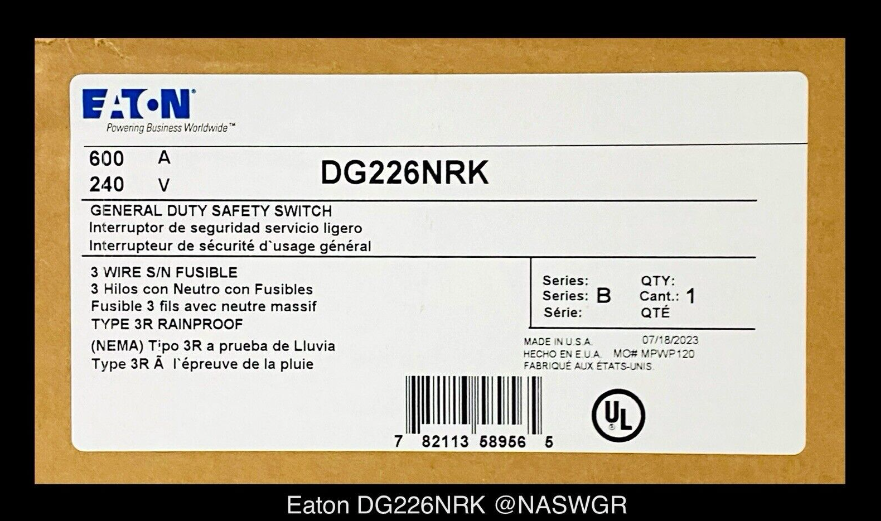 EATON
Powering Business Worldwide™
600 A
240 V
DG226NRK
GENERAL DUTY SAFETY SWITCH
Interruptor de seguridad servicio ligero
Interrupteur de sécurité d`usage général
3 WIRE S/N FUSIBLE
3 Hilos con Neutro con Fusibles
Fusible 3 fils avec neutre massif
TYPE 3R RAINPROOF
(NEMA) Tipo 3R a prueba de Lluvia
Type 3R Ã l`épreuve de la pluie
Series: QTY:
Series: B Cant.: 1
Série: QTÉ
MADE IN U.S.A. 07/18/2023
HECHO EN E.U.A. MO# MPWP120
FABRIQUÉ AUX ÉTATS-UNIS.
7 82113 58956 5
UL®
Eaton DG226NRK @NASWGR